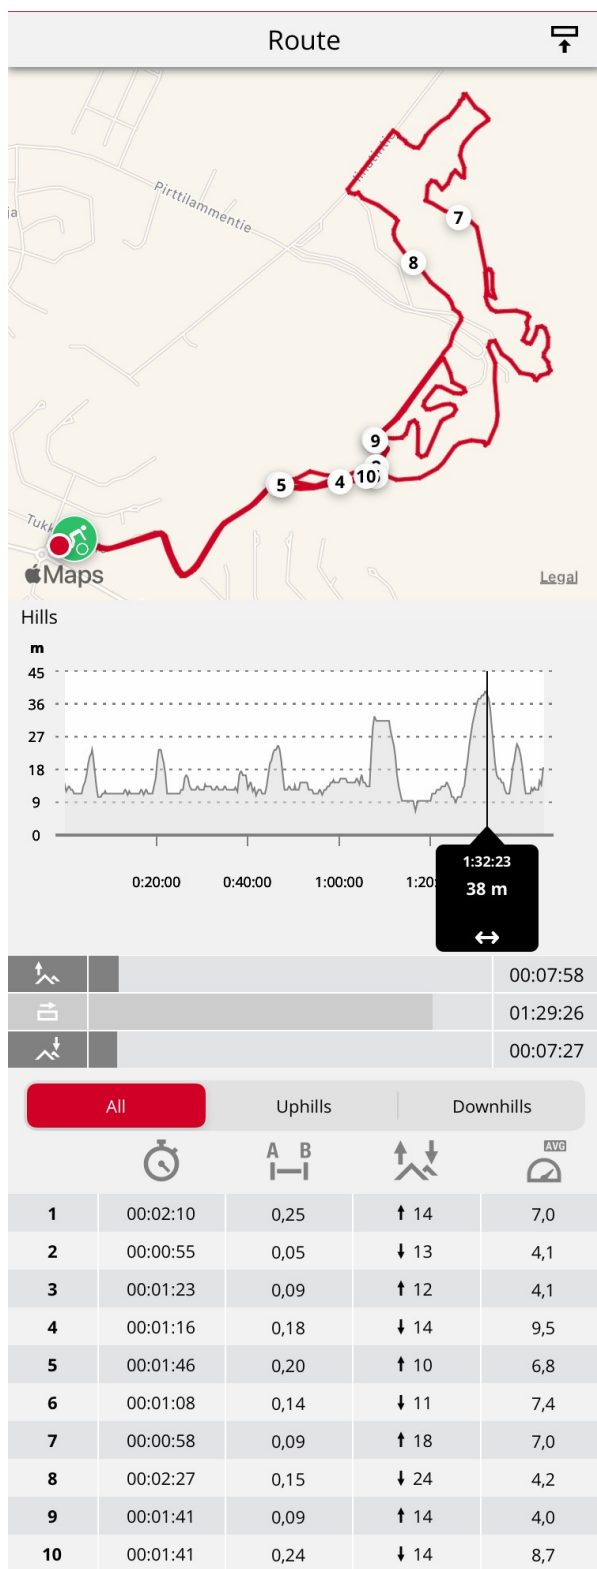 Route
Pirttilammentie
ja
7
8
9
10
4
5
Tukk
Maps
Legal
Hills
m
45
36
27
18
9
0
0:20:00 0:40:00 1:00:00 1:20:
1:32:23
38 m
00:07:58
01:29:26
00:07:27
All Uphills Downhills
A B AVG
1 00:02:10 0,25 14 7,0
2 00:00:55 0,05 13 4,1
3 00:01:23 0,09 12 4,1
4 00:01:16 0,18 14 9,5
5 00:01:46 0,20 10 6,8
6 00:01:08 0,14 11 7,4
7 00:00:58 0,09 18 7,0
8 00:02:27 0,15 24 4,2
9 00:01:41 0,09 14 4,0
10 00:01:41 0,24 14 8,7